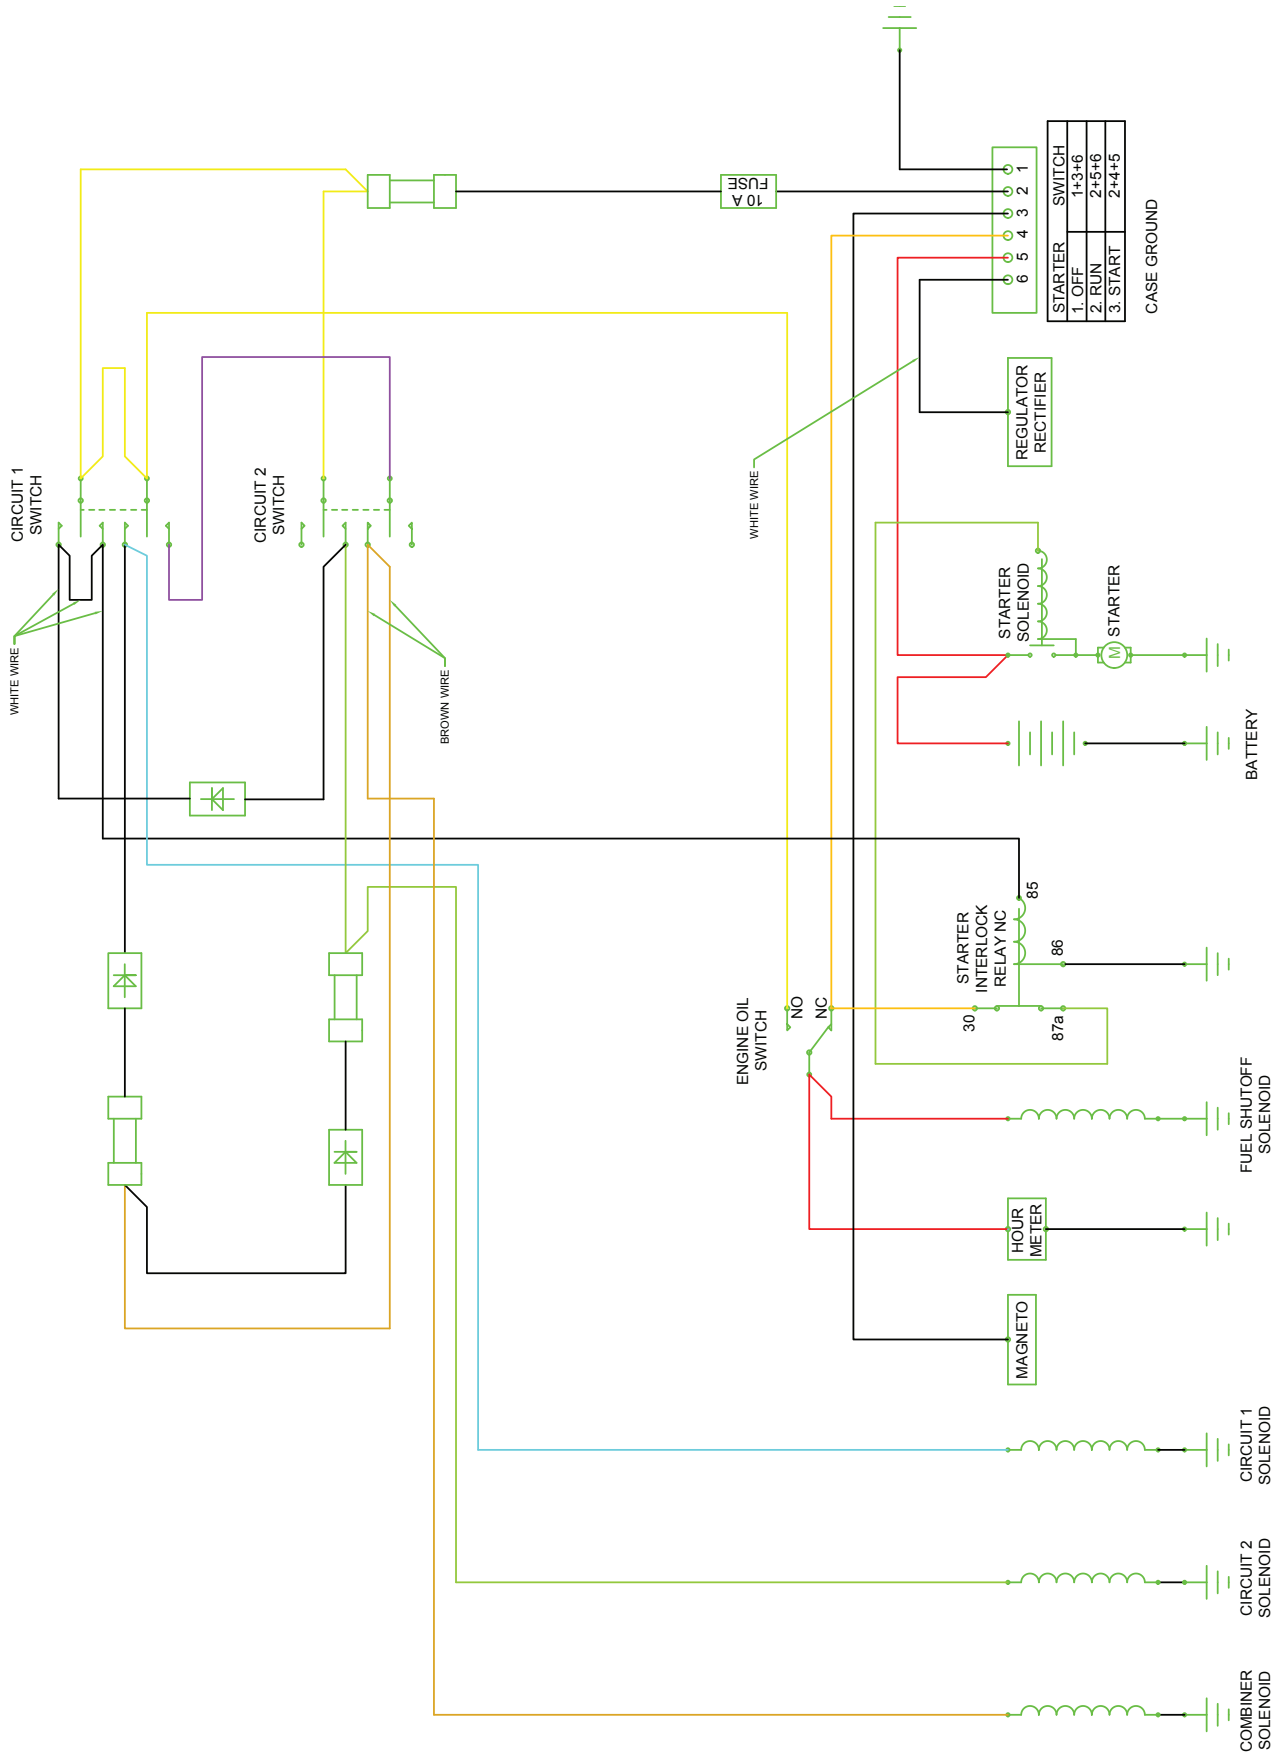 CIRCUIT 1
SWITCH
WHITE WIRE
CIRCUIT 2
SWITCH
BROWN WIRE
10 A
FUSE
1
2
3
4
5
6
STARTER SWITCH
1. OFF 1+3+6
2. RUN 2+5+6
3. START 2+4+5
CASE GROUND
REGULATOR
RECTIFIER
WHITE WIRE
STARTER
SOLENOID
STARTER
M
BATTERY
STARTER
INTERLOCK
RELAY NC
85
86
30
87a
ENGINE OIL
SWITCH
NO
NC
FUEL SHUTOFF
SOLENOID
HOUR
METER
MAGNETO
CIRCUIT 1
SOLENOID
CIRCUIT 2
SOLENOID
COMBINER
SOLENOID